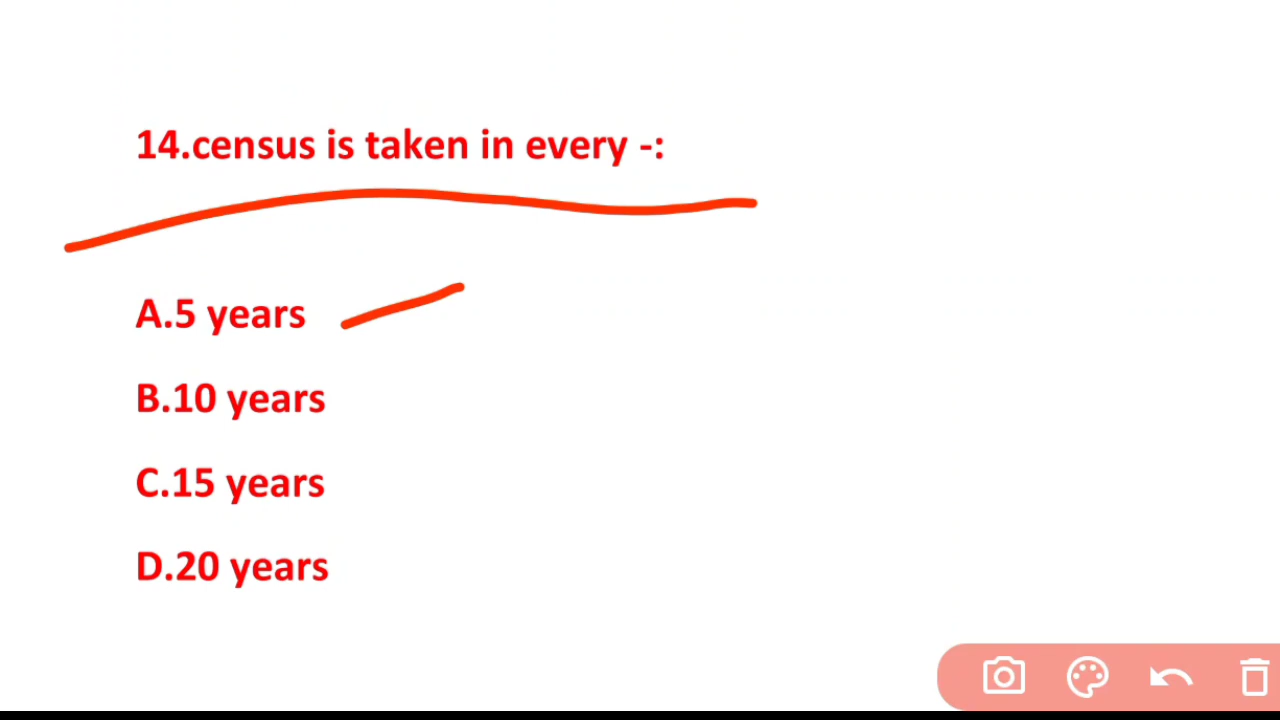 14.census is taken in every -:
A.5 years
B.10 years
C.15 years
D.20 years